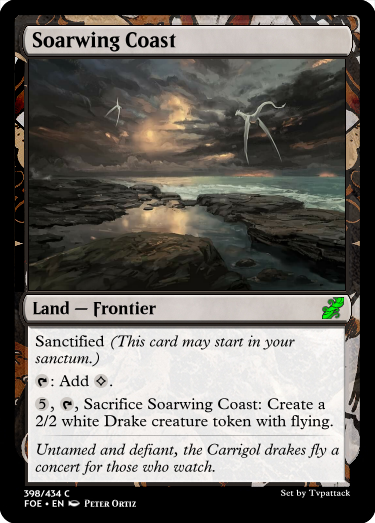 Soarwing Coast
Land — Frontier
Sanctified (This card may start in your
sanctum.)
: Add .
5, , Sacrifice Soarwing Coast: Create a
2/2 white Drake creature token with flying.
Untamed and defiant, the Carrigol drakes fly a
concert for those who watch.
398/434 C
Set by Tvpattack
FOE • EN Peter Ortiz